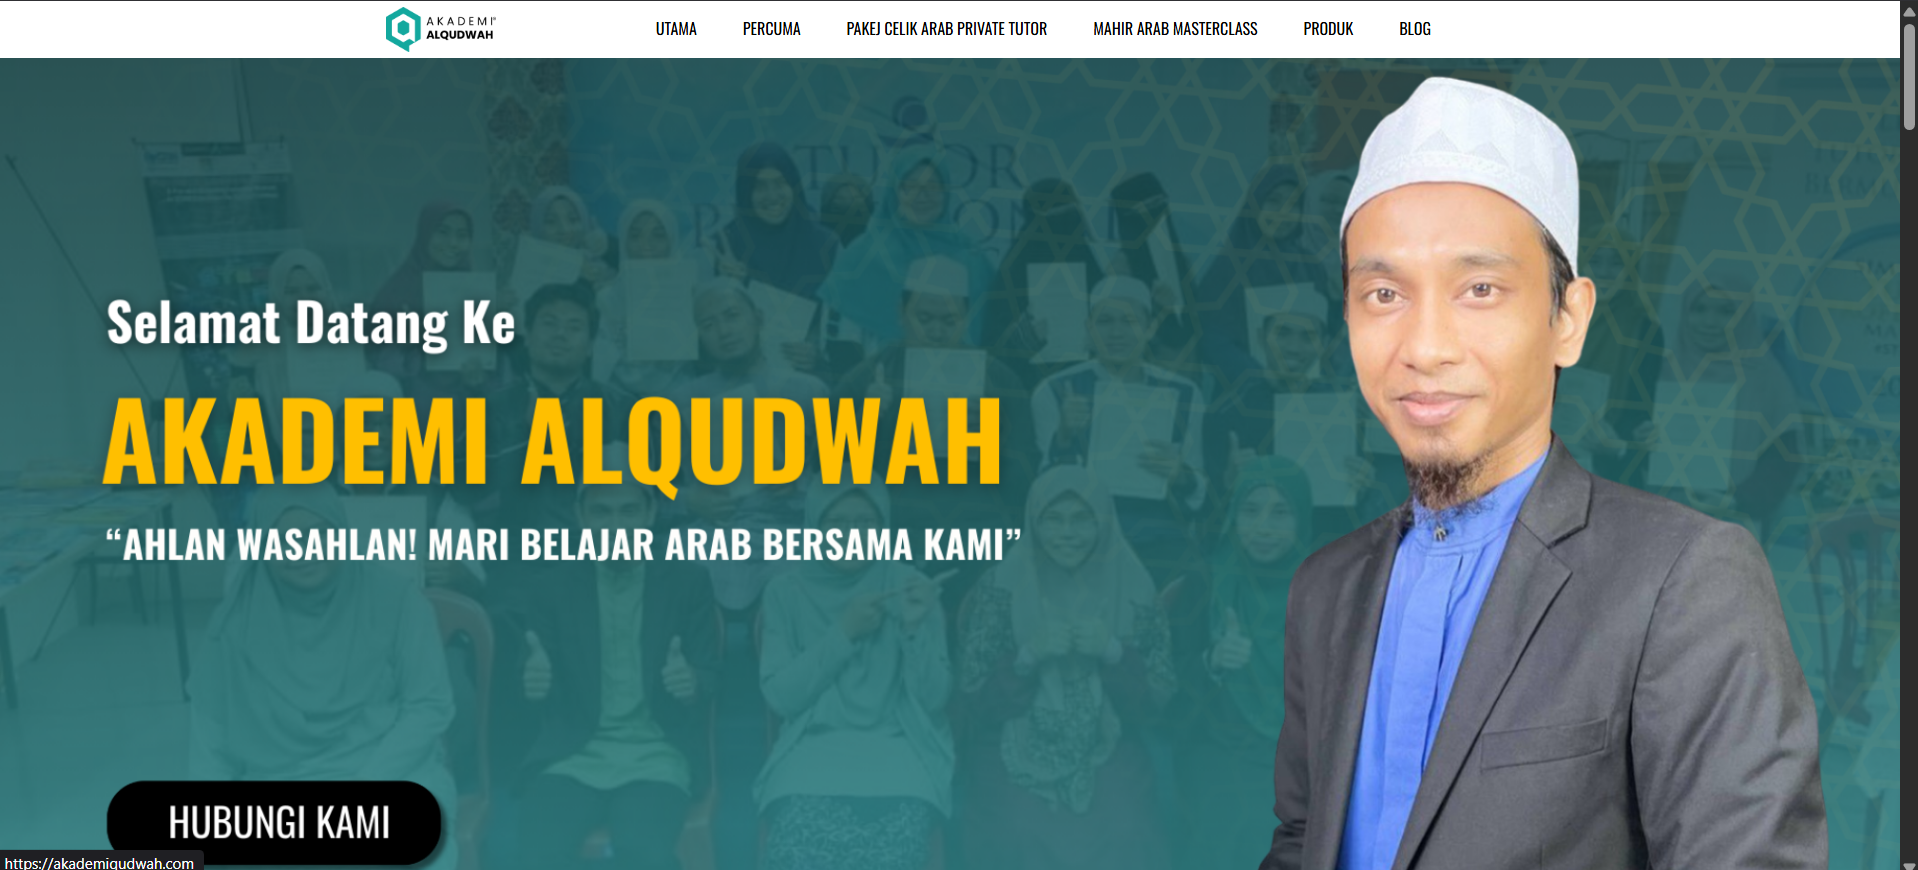 AKADEMI
ALQUDWAH
UTAMA
PERCUMA
PAKEJ CELIK ARAB PRIVATE TUTOR
MAHIR ARAB MASTERCLASS
PRODUK
BLOG
TUTOR
Selamat Datang Ke
AKADEMI ALQUDWAH
“AHLAN WASAHLAN! MARI BELAJAR ARAB BERSAMA KAMI”
HUBUNGI KAMI
https://akademiqudwah.com